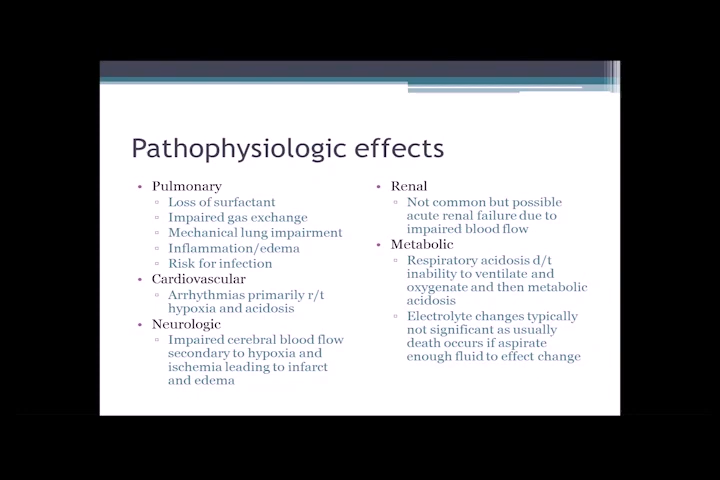 Pathophysiologic effects
• Pulmonary
▫ Loss of surfactant
▫ Impaired gas exchange
▫ Mechanical lung impairment
▫ Inflammation/edema
▫ Risk for infection
• Cardiovascular
▫ Arrhythmias primarily r/t
hypoxia and acidosis
• Neurologic
▫ Impaired cerebral blood flow
secondary to hypoxia and
ischemia leading to infarct
and edema
• Renal
▫ Not common but possible
acute renal failure due to
impaired blood flow
• Metabolic
▫ Respiratory acidosis d/t
inability to ventilate and
oxygenate and then metabolic
acidosis
▫ Electrolyte changes typically
not significant as usually
death occurs if aspirate
enough fluid to effect change